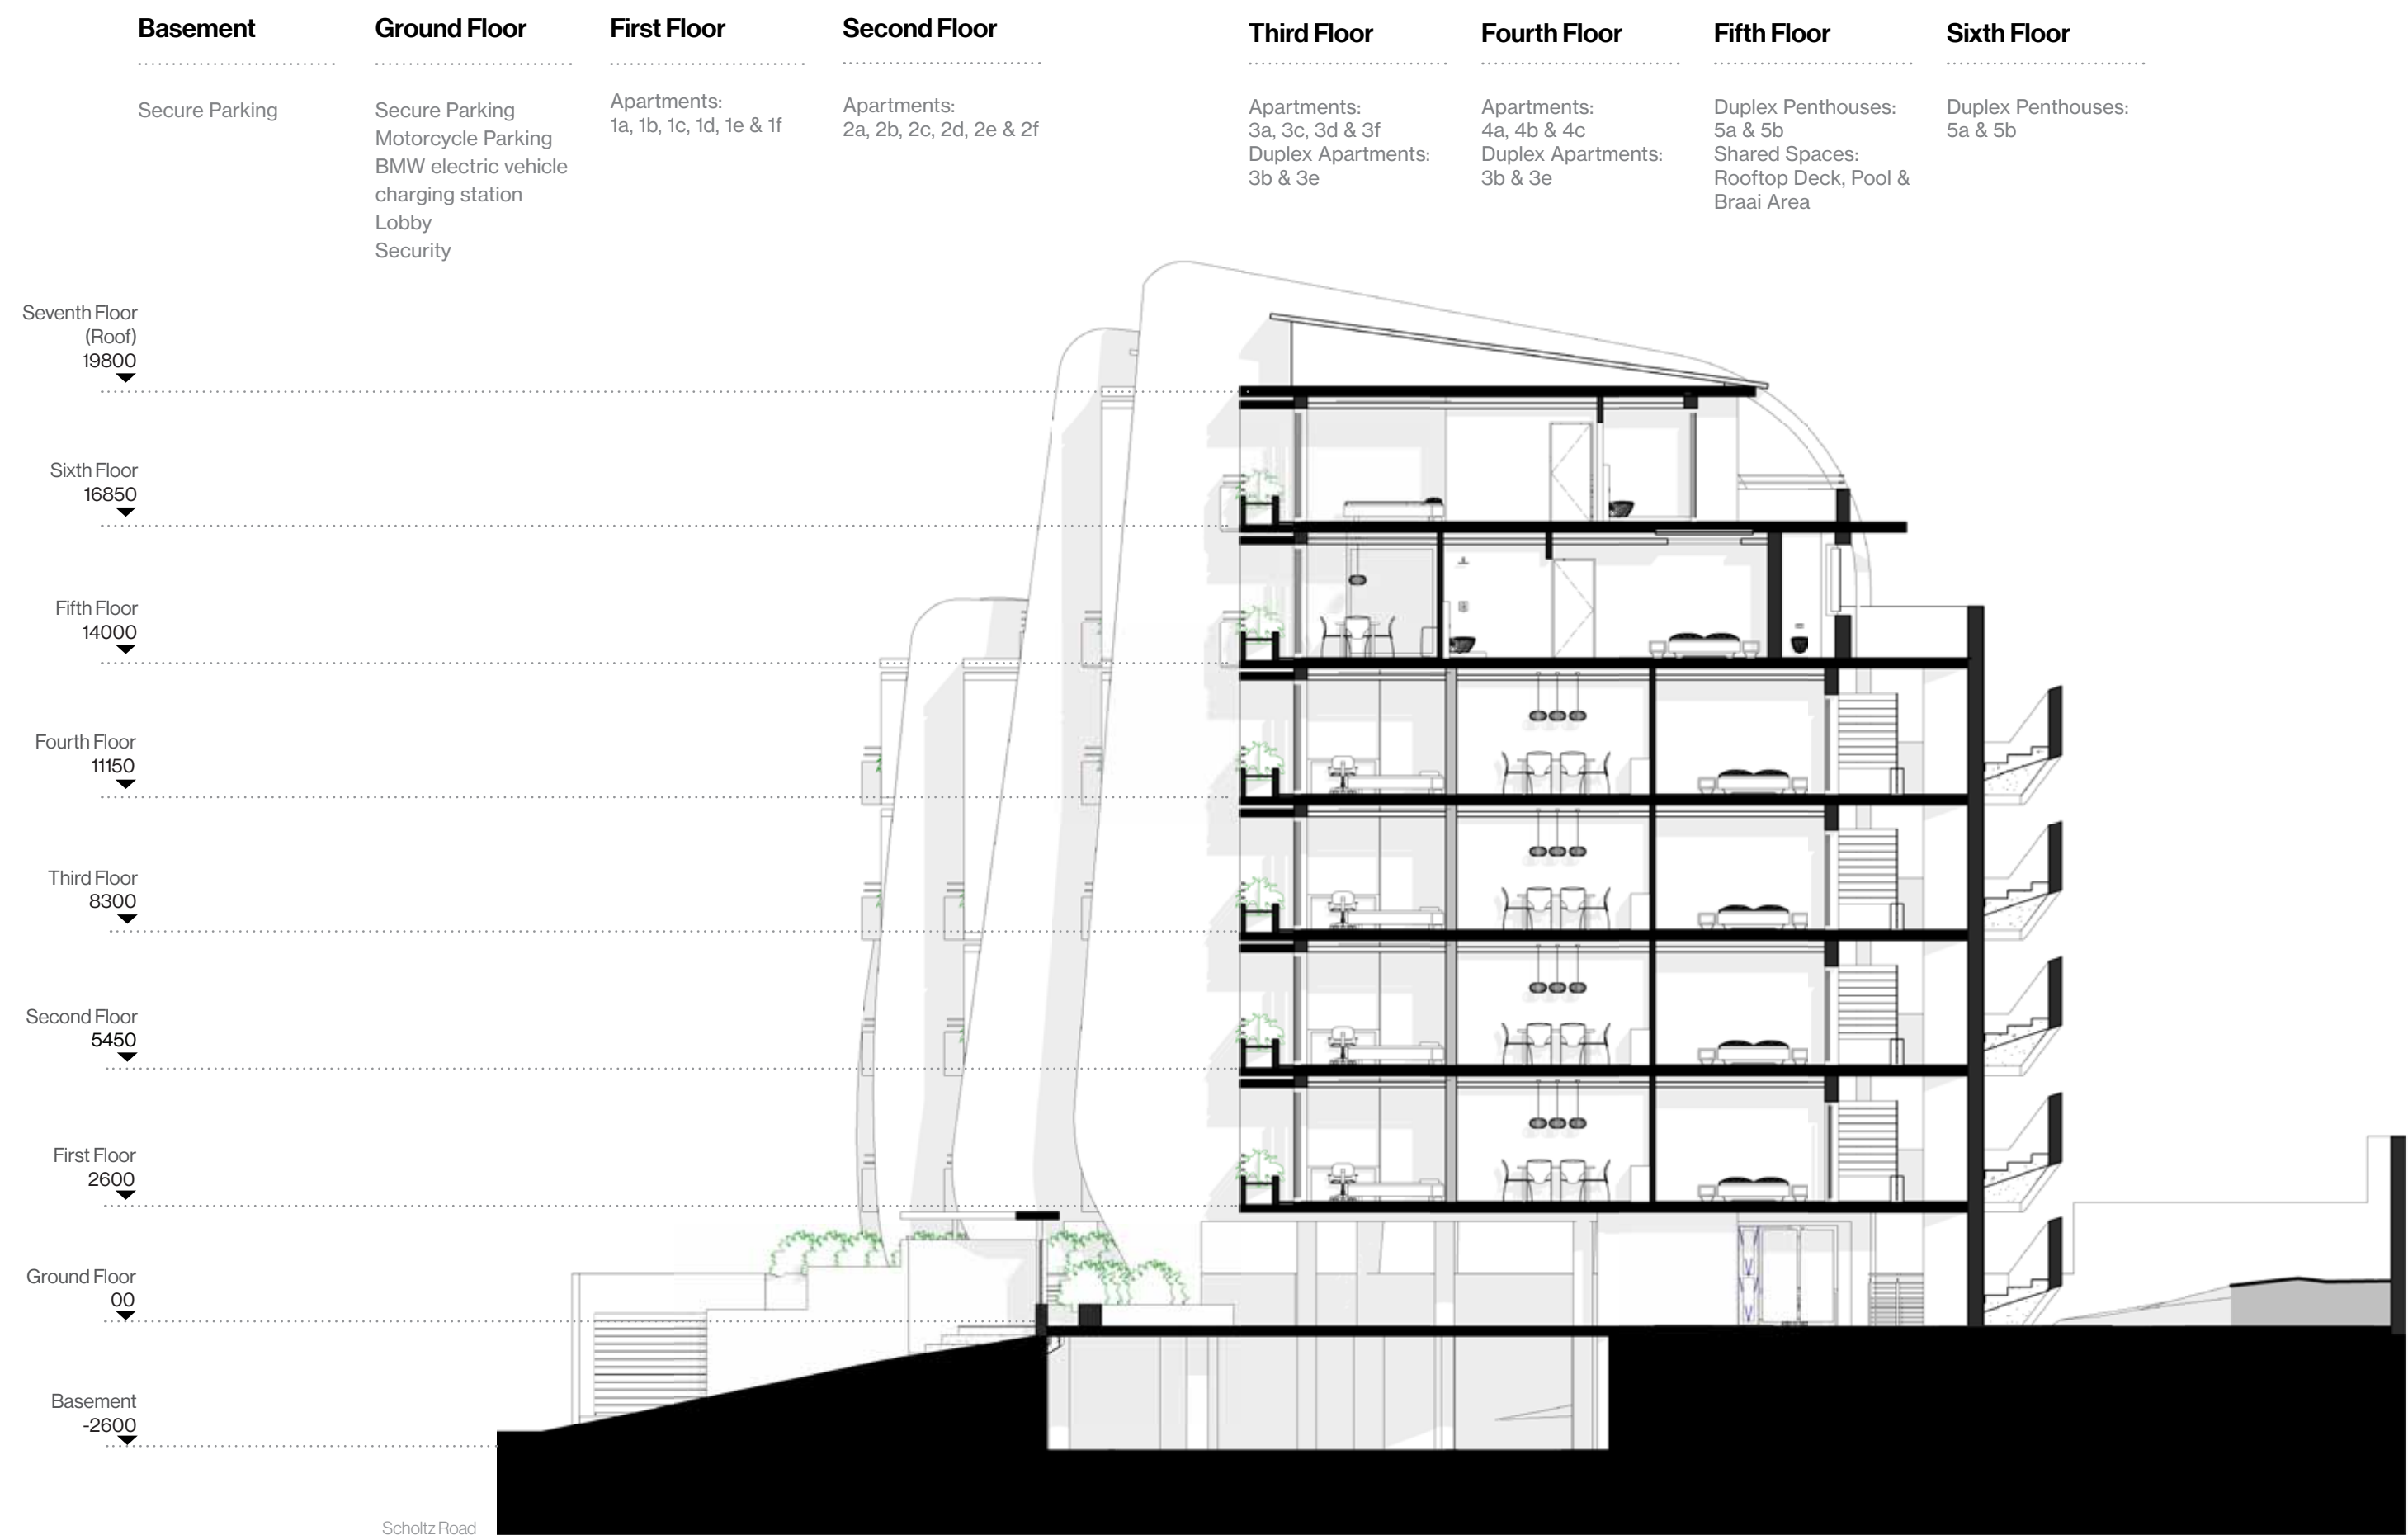 Basement
Secure Parking
Ground Floor
Secure Parking
Motorcycle Parking
BMW electric vehicle
charging station
Lobby
Security
First Floor
Apartments:
1a, 1b, 1c, 1d, 1e & 1f
Second Floor
Apartments:
2a, 2b, 2c, 2d, 2e & 2f
Third Floor
Apartments:
3a, 3c, 3d & 3f
Duplex Apartments:
3b & 3e
Fourth Floor
Apartments:
4a, 4b & 4c
Duplex Apartments:
3b & 3e
Fifth Floor
Duplex Penthouses:
5a & 5b
Shared Spaces:
Rooftop Deck, Pool &
Braai Area
Sixth Floor
Duplex Penthouses:
5a & 5b
Seventh Floor
(Roof)
19800
Sixth Floor
16850
Fifth Floor
14000
Fourth Floor
11150
Third Floor
8300
Second Floor
5450
First Floor
2600
Ground Floor
00
Basement
-2600
Scholtz Road